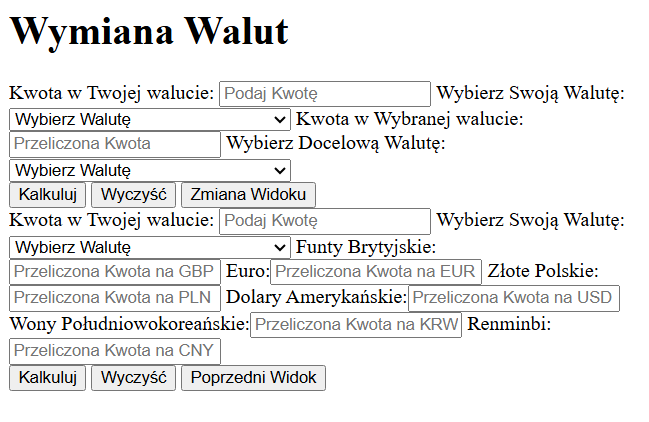 Wymiana Walut
Kwota w Twojej walucie: Podaj Kwotę Wybierz Swoją Walutę:
Wybierz Walutę Kwota w Wybranej walucie:
Przeliczona Kwota Wybierz Docelową Walutę:
Wybierz Walutę
Kalkuluj Wyczyść Zmiana Widoku
Kwota w Twojej walucie: Podaj Kwotę Wybierz Swoją Walutę:
Wybierz Walutę Funty Brytyjskie:
Przeliczona Kwota na GBP Euro: Przeliczona Kwota na EUR Złote Polskie:
Przeliczona Kwota na PLN Dolary Amerykańskie: Przeliczona Kwota na USD
Wony Południowokoreańskie: Przeliczona Kwota na KRW Renminbi:
Przeliczona Kwota na CNY
Kalkuluj Wyczyść Poprzedni Widok